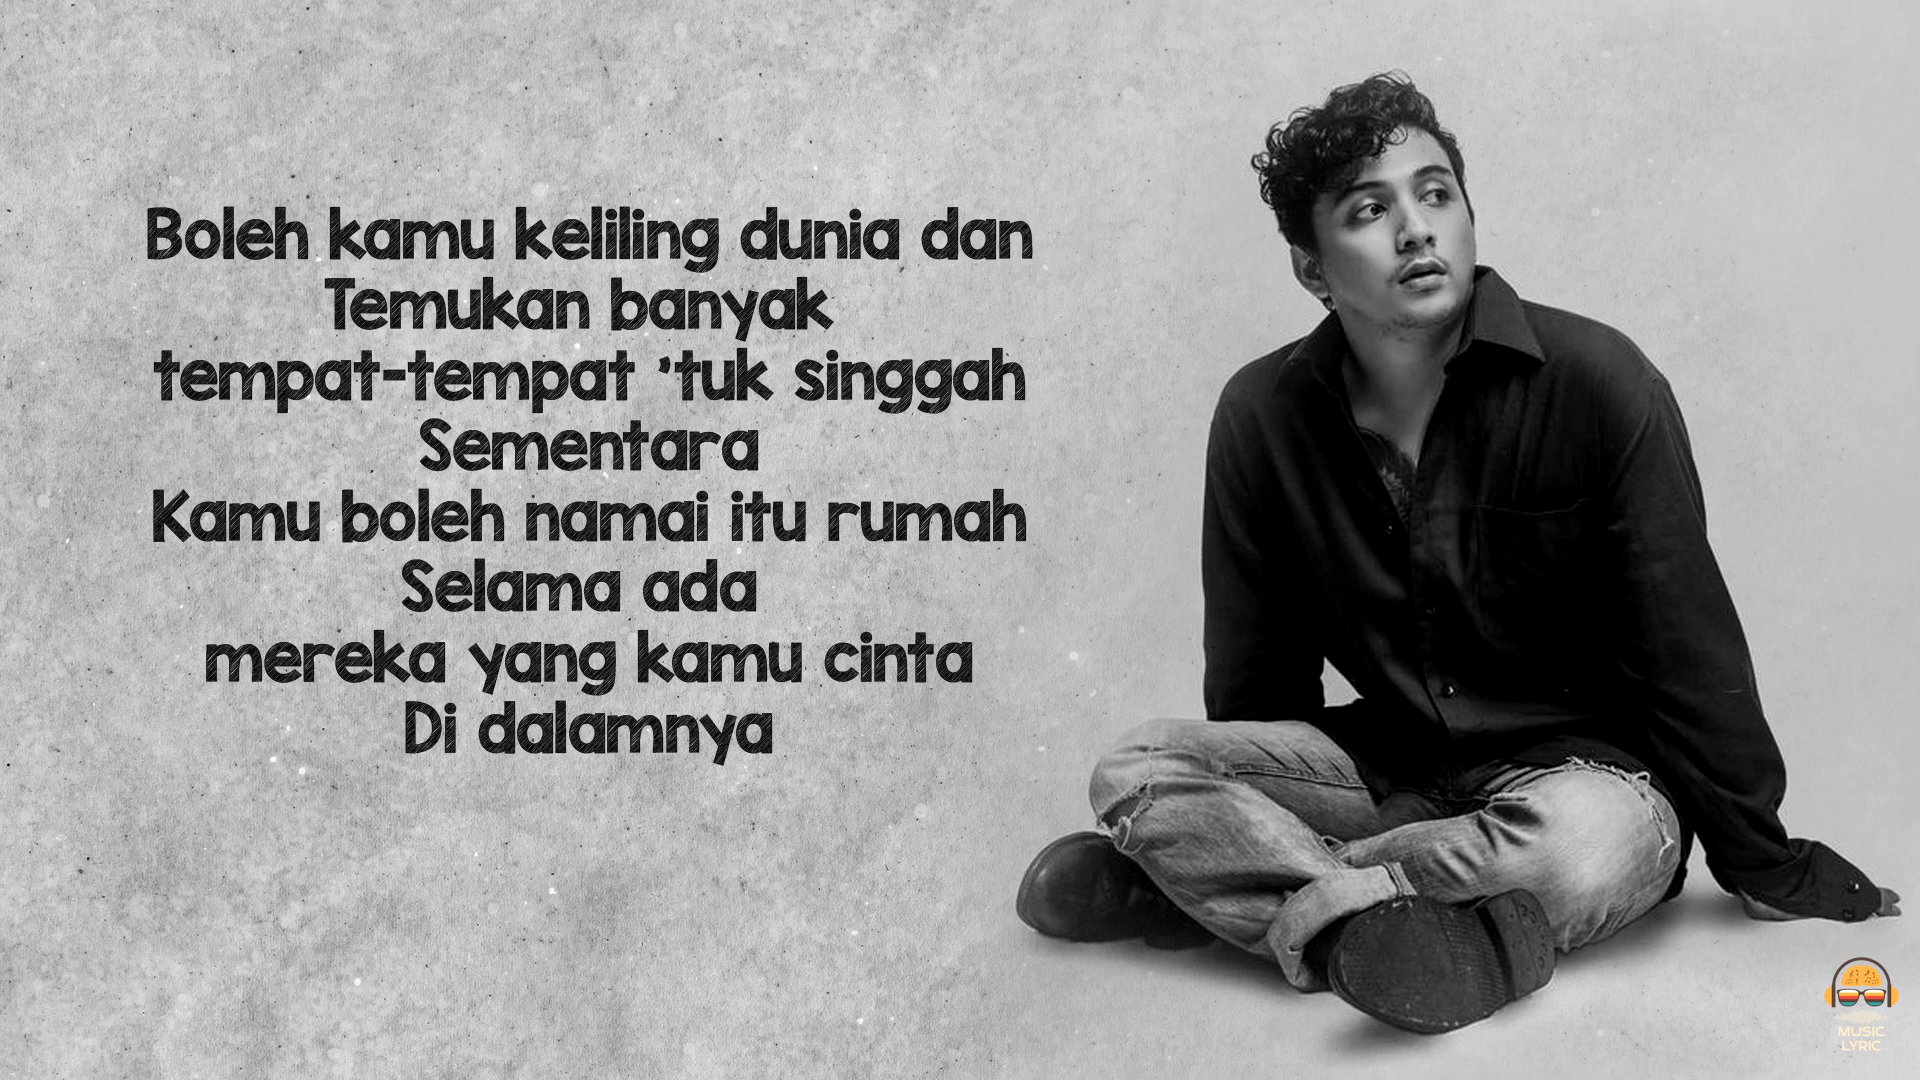 Boleh kamu keliling dunia dan
Temukan banyak
tempat-tempat 'tuk singgah
Sementara
Kamu boleh namai itu rumah
Selama ada
mereka yang kamu cinta
Di dalamnya
MUSIC
LYRIC